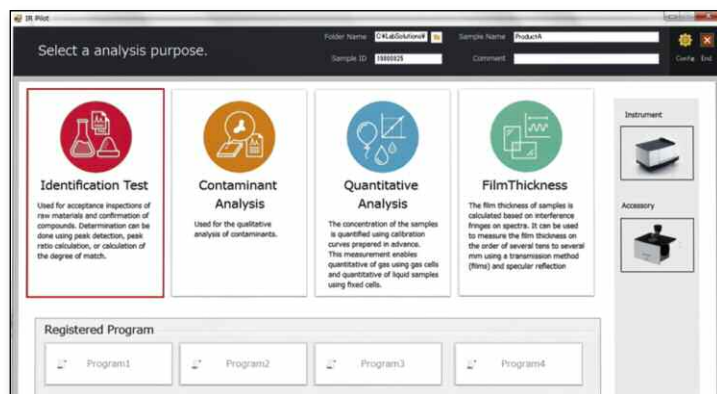 IR Pilot
Select a analysis purpose.
Folder Name
C:¥LabSolutions¥
Sample Name
ProductA
Sample ID
Comment
Config
End
Identification Test
Used for acceptance inspections of
raw materials and confirmation of
compounds. Determination can be
done using peak detection, peak
ratio calculation, or calculation of
the degree of match.
Contaminant
Analysis
Used for the qualitative
analysis of contaminants.
Quantitative
Analysis
The concentration of the samples
is quantified using calibration
curves prepared in advance.
This measurement enables
quantitative of gas using gas cells
and quantitative of liquid samples
using fixed cells.
FilmThickness
The film thickness of samples is
calculated based on interference
fringes on spectra. It can be used
to measure the film thickness on
the order of several tens to several
mm using a transmission method
(films) and specular reflection
Instrument
Accessory
Registered Program
Program1
Program2
Program3
Program4